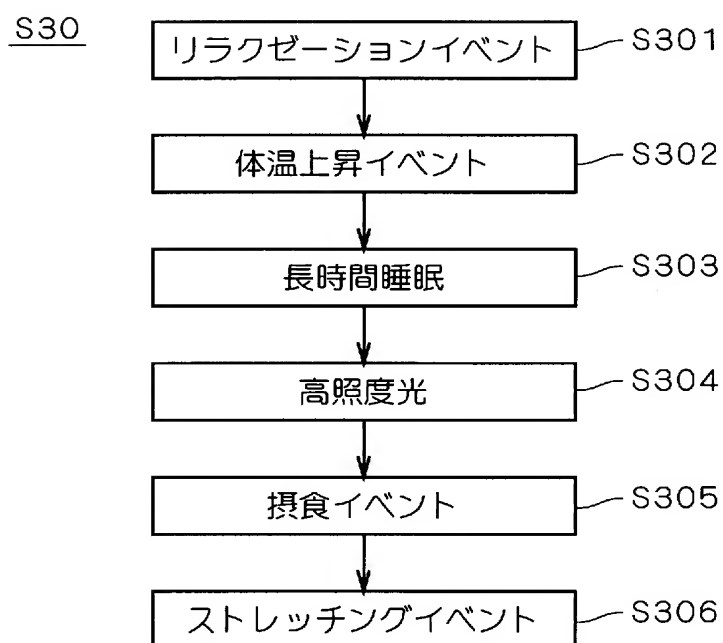 S30
リラクゼーションイベント
S301
体温上昇イベント
S302
長時間睡眠
S303
高照度光
S304
摂食イベント
S305
ストレッチングイベント
S306